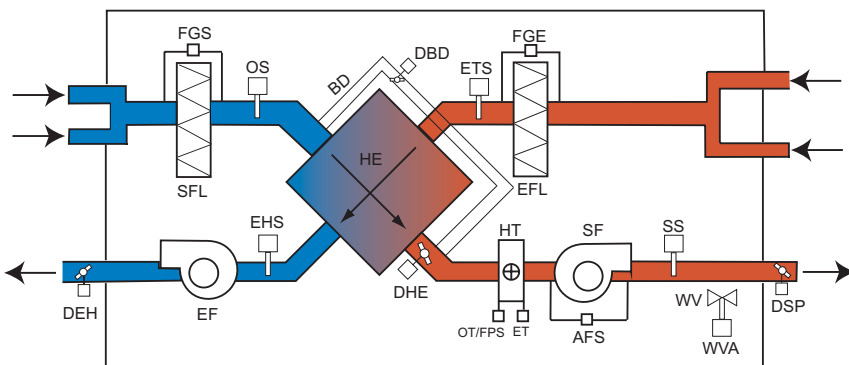 FGS
FGE
DBD
OS
ETS
BD
HE
SFL
EFL
EHS
HT
SF
SS
DHE
WV
DEH
EF
DSP
OT/FPS
ET
AFS
WVA